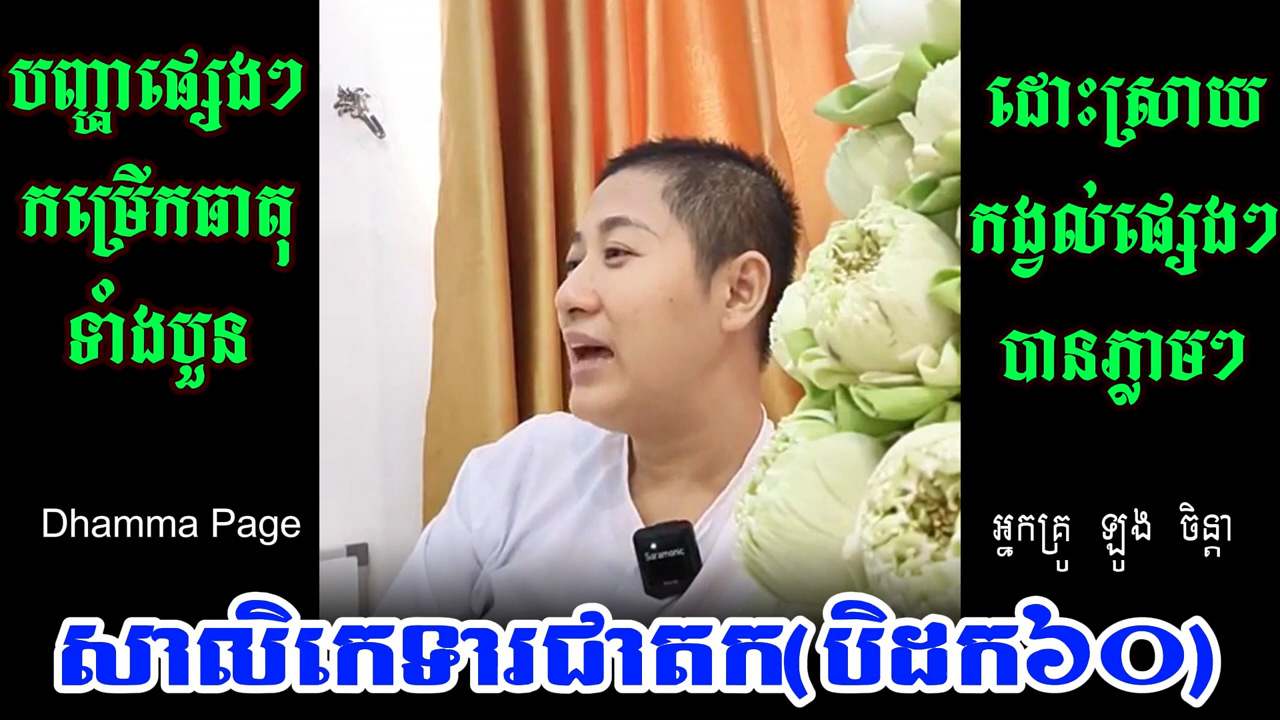 បញ្ហាផ្សេងៗ
កម្រើកធាតុ
ទាំងបួន
Dhamma Page
ដោះស្រាយ
កង្វល់ផ្សេងៗ
បានភ្លាមៗ
អ្នកគ្រូ ឡូង ចិន្តា
Saramonic
សាលិកេទារជាតក(បិដក៦០)